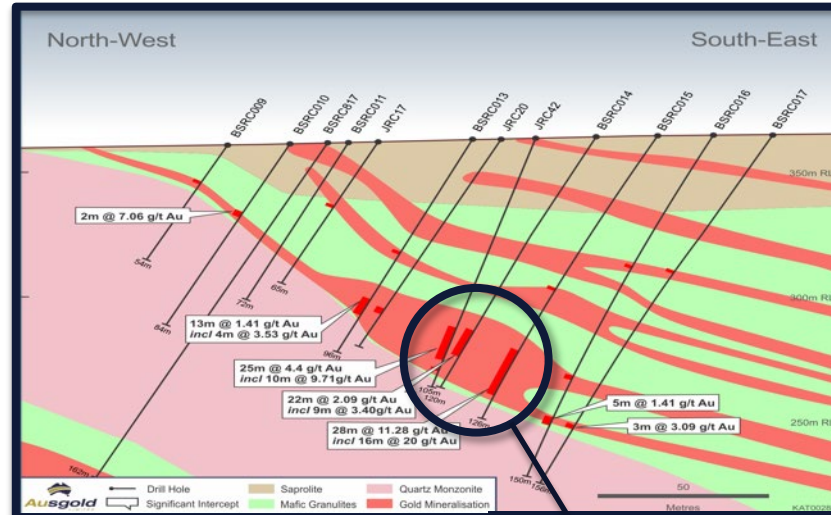 North-West
South-East
BSRC009
BSRC010
BSRC817
BSRC011
JRC17
BSRC013
JRC20
JRC42
BSRC014
BSRC015
BSRC016
BSRC017
350m RL
2m @ 7.06 g/t Au
54m
65m
72m
84m
300m RL
13m @ 1.41 g/t Au
incl 4m @ 3.53 g/t Au
96m
25m @ 4.4 g/t Au
incl 10m @ 9.71g/t Au
105m
120m
22m @ 2.09 g/t Au
incl 9m @ 3.40g/t Au
126m
5m @ 1.41 g/t Au
250m RL
28m @ 11.28 g/t Au
incl 16m @ 20 g/t Au
3m @ 3.09 g/t Au
162m
150m
156m
Ausgold
Drill Hole
Significant Intercept
Saprolite
Mafic Granulites
Quartz Monzonite
Gold Mineralisation
50
Metres
KAT0028